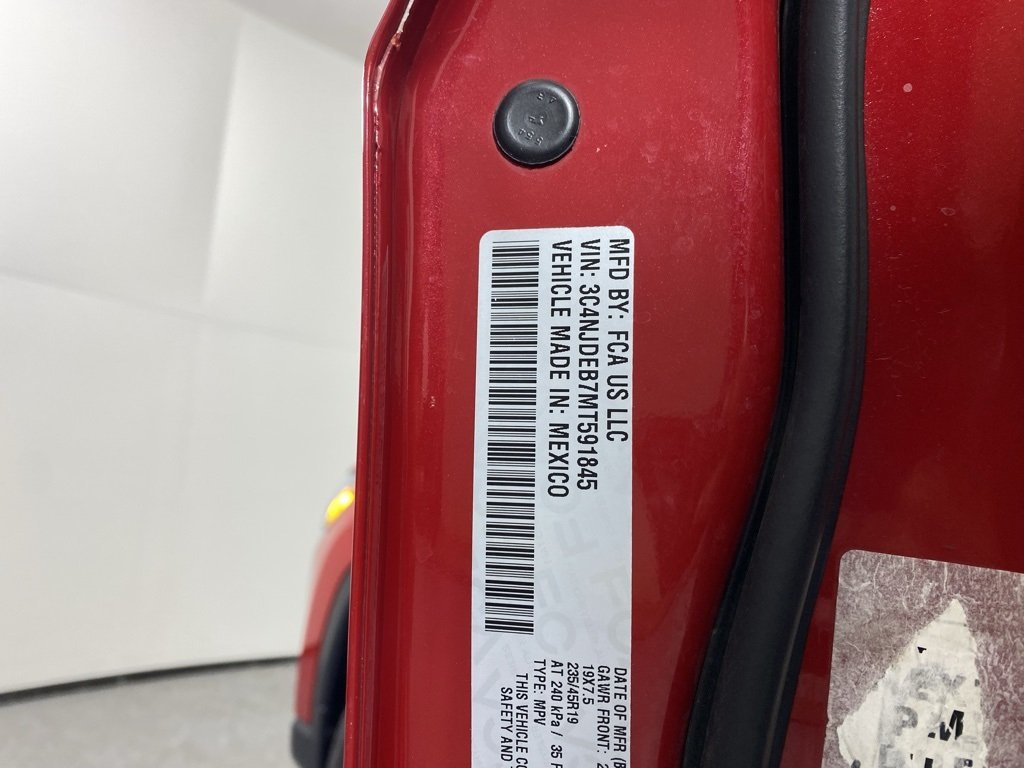 MFD BY: FCA US LLC
VIN: 3C4NJDEB7MT591845
VEHICLE MADE IN: MEXICO
DATE OF MFR
GAWR FRONT:
19X7.5
235/45R19
AT 240 kPa / 35
TYPE: MPV
THIS VEHICLE
SAFETY AND